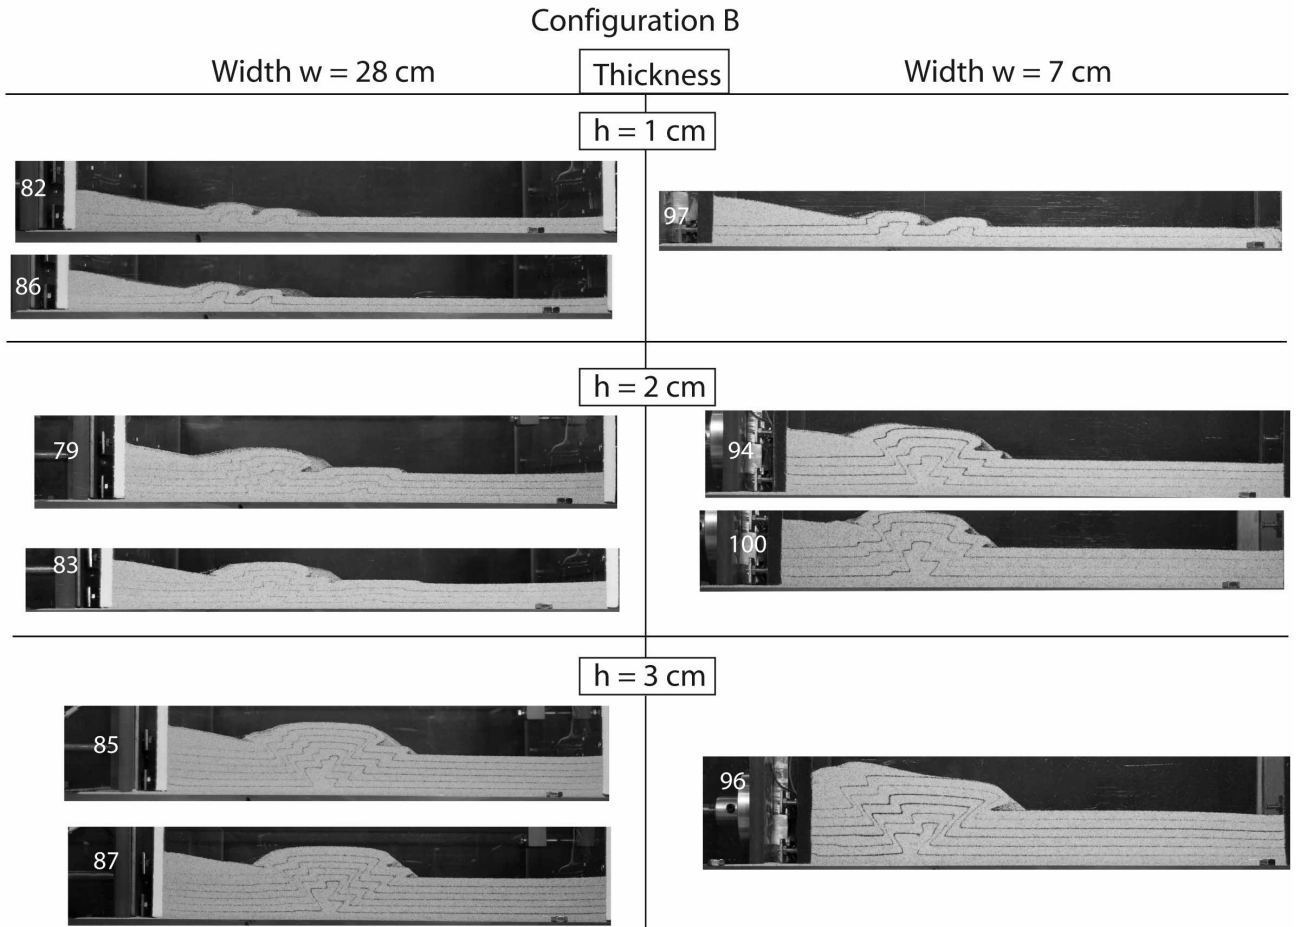 Configuration B
Width w = 28 cm
Thickness
Width w = 7 cm
h = 1 cm
82
97
86
h = 2 cm
79
94
83
100
h = 3 cm
85
96
87